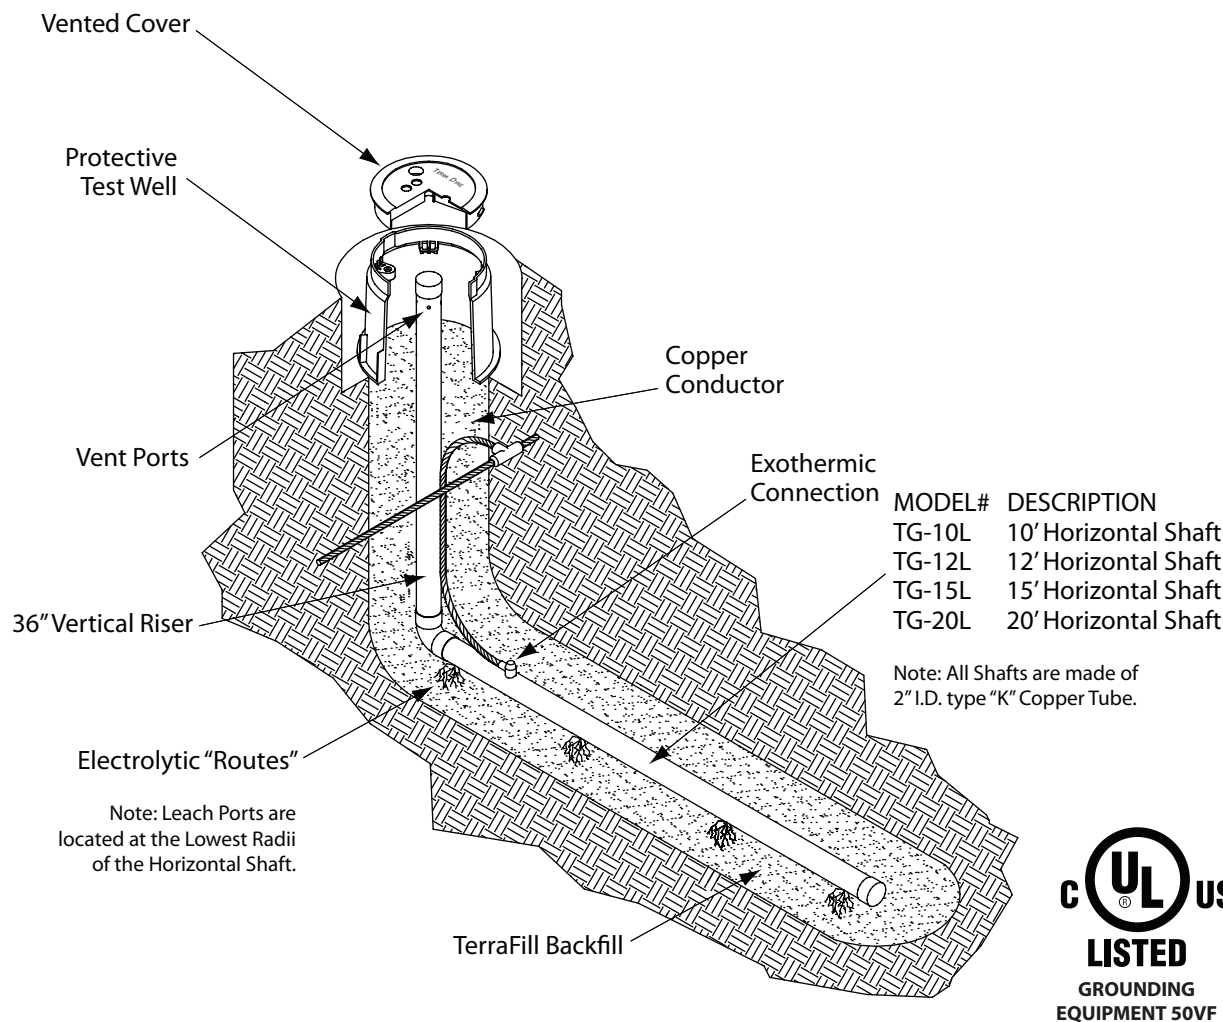 Vented Cover
Protective
Test Well
TERRA DYNE
Copper
Conductor
Vent Ports
Exothermic
Connection
MODEL# DESCRIPTION
TG-10L 10' Horizontal Shaft
TG-12L 12' Horizontal Shaft
TG-15L 15' Horizontal Shaft
TG-20L 20' Horizontal Shaft
Note: All Shafts are made of
2" I.D. type "K" Copper Tube.
36" Vertical Riser
Electrolytic "Routes"
Note: Leach Ports are
located at the Lowest Radii
of the Horizontal Shaft.
TerraFill Backfill
C UL ® US
LISTED
GROUNDING
EQUIPMENT 50VF